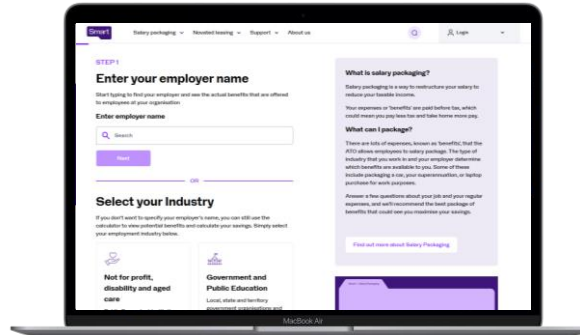 Smart
Salary packaging
Novated leasing
Support
About us
Login
STEP 1
Enter your employer name
Start typing to find your employer and see the actual benefits that are offered
to employees at your organisation
Enter employer name
Search
Next
OR
Select your Industry
If you don't want to specify your employer's name, you can still use the
calculator to view potential benefits and calculate your savings. Simply select
your employment industry below.
Not for profit,
disability and aged
care
Government and
Public Education
Local, state and territory
government organisations and
What is salary packaging?
Salary packaging is a way to restructure your salary to
reduce your taxable income.
Your expenses or 'benefits' are paid before tax, which
could mean you pay less tax and take home more pay.
What can I package?
There are lots of expenses, known as 'benefits', that the
ATO allows employees to salary package. The type of
industry that you work in and your employer determine
which benefits are available to you. Some of these
include packaging a car, your superannuation, or laptop
purchase for work purposes.
Answer a few questions about your job and your regular
expenses, and we'll recommend the best package of
benefits that could see you maximise your savings.
Find out more about Salary Packaging
MacBook Air